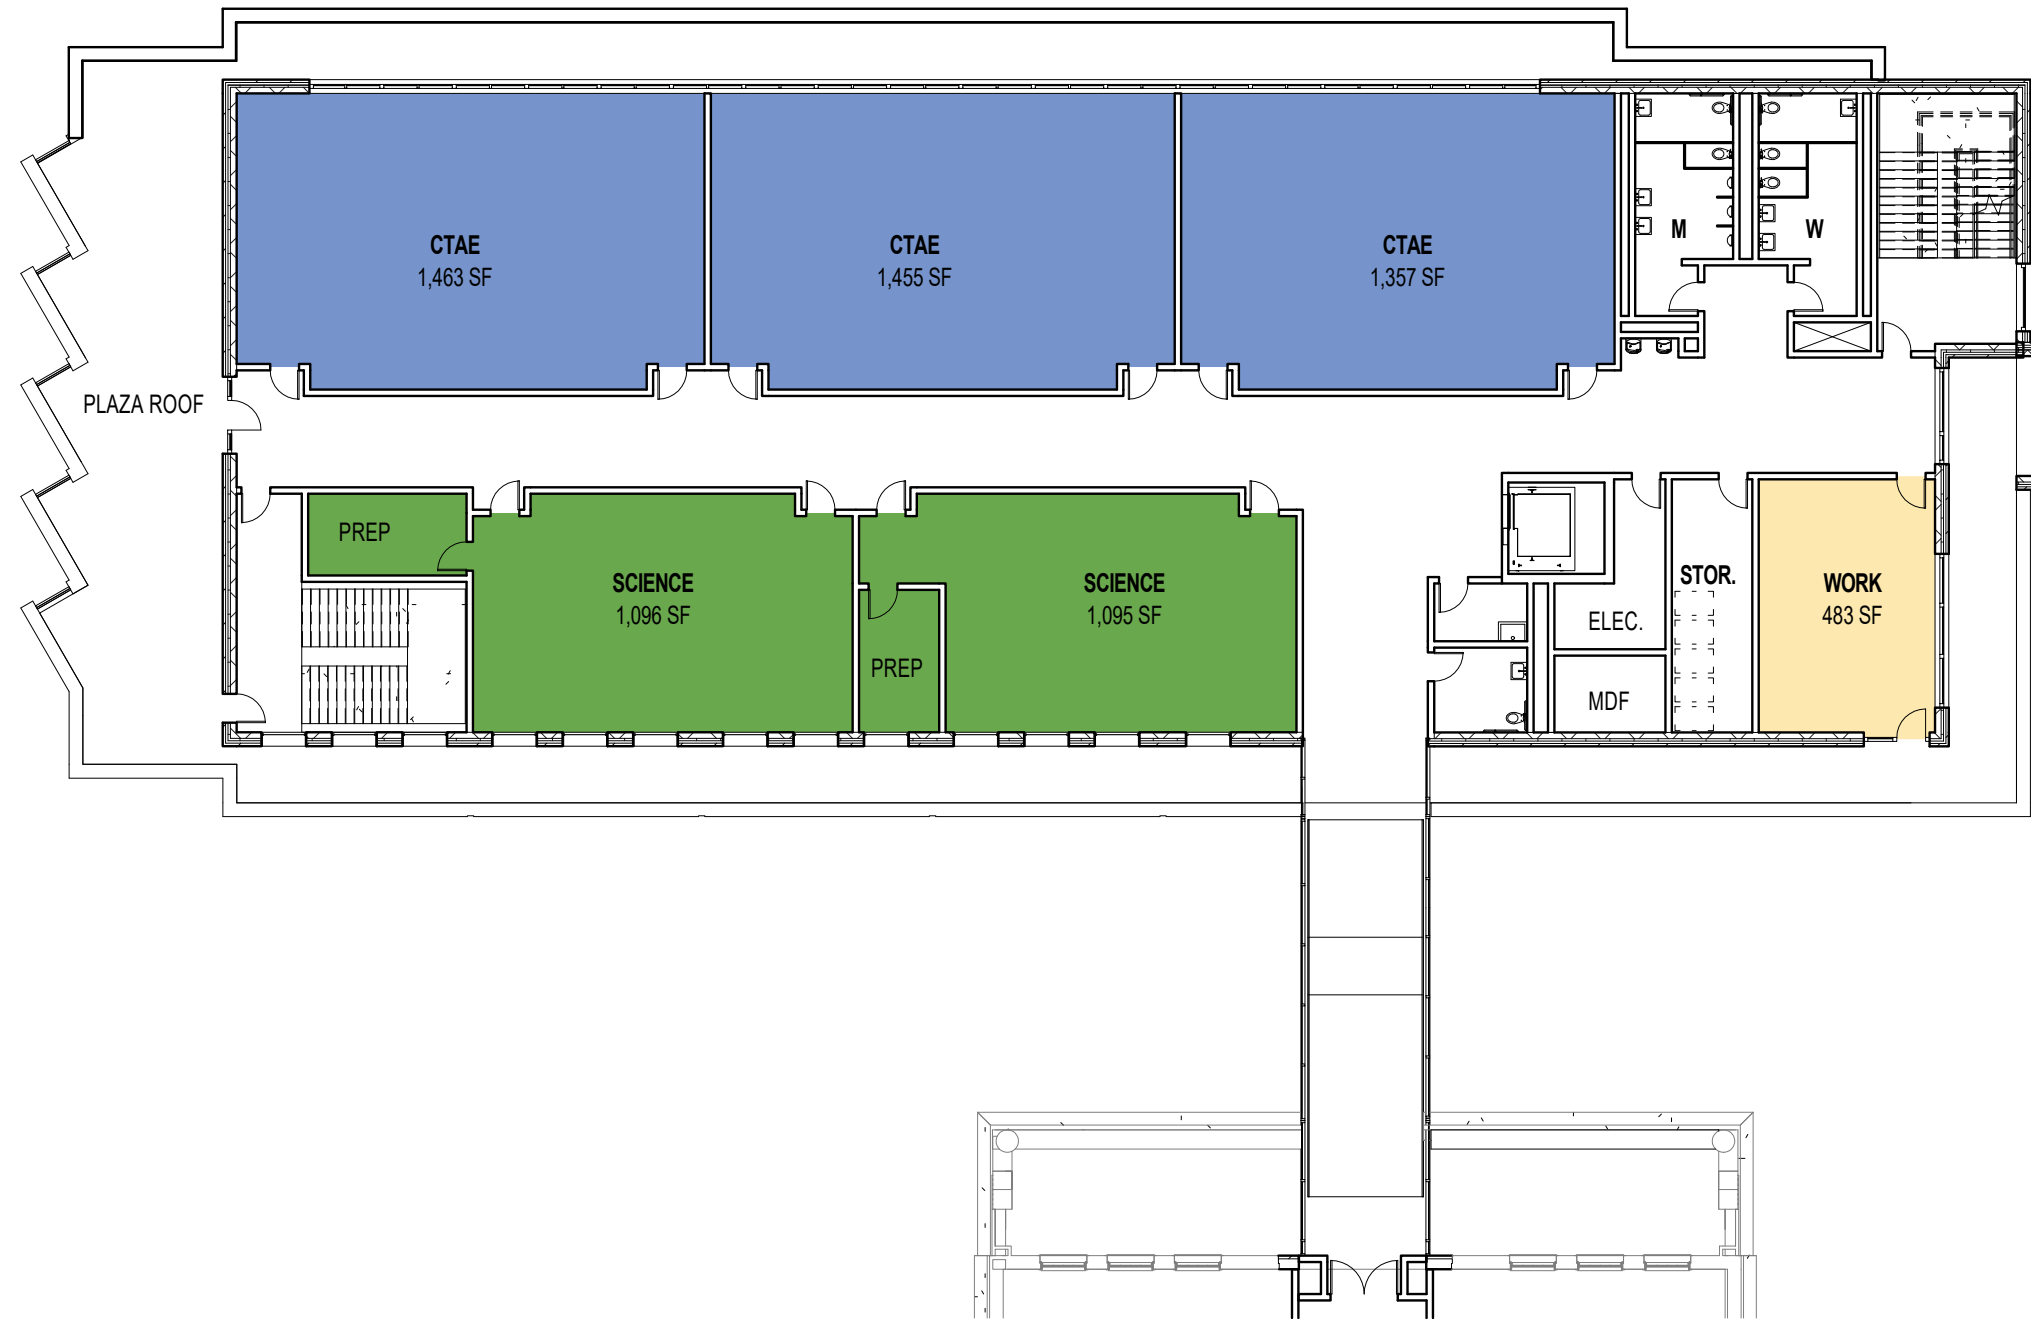 CTAE
1,463 SF
CTAE
1,455 SF
CTAE
1,357 SF
M
W
PLAZA ROOF
PREP
SCIENCE
1,096 SF
PREP
SCIENCE
1,095 SF
ELEC.
MDF
STOR.
WORK
483 SF